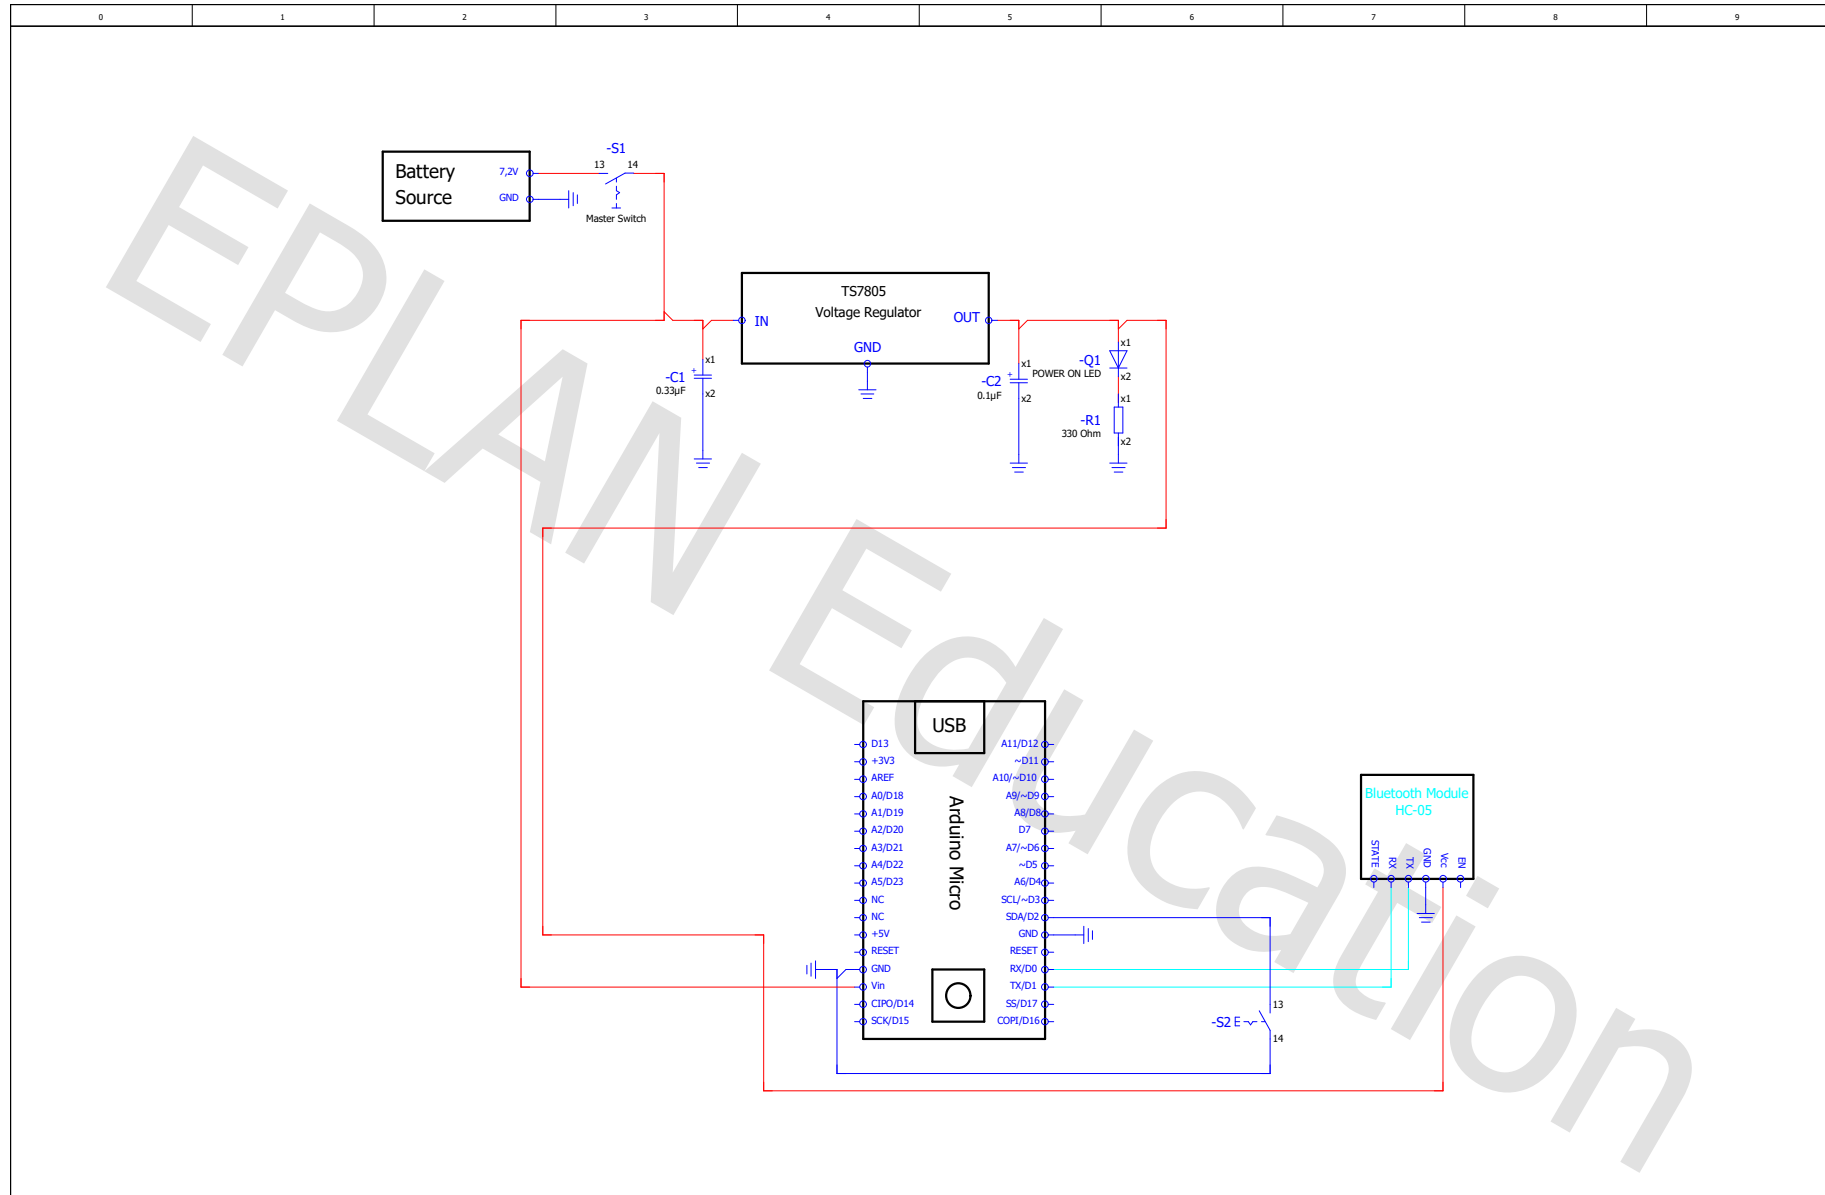 0 1 2 3 4 5 6 7 8 9
Battery
Source
7,2V
GND
-S1
13 14
Master Switch
TS7805
Voltage Regulator
IN
OUT
GND
-C1
0.33µF
x1
x2
-C2
0.1µF
x1
x2
-Q1
POWER ON LED
x1
x2
-R1
330 Ohm
x1
x2
EPLAN Education
USB
Arduino Micro
D13
+3V3
AREF
A0/D18
A1/D19
A2/D20
A3/D21
A4/D22
A5/D23
NC
NC
+5V
RESET
GND
Vin
CIPO/D14
SCK/D15
A11/D12
~D11
A10/~D10
A9/~D9
A8/D8
D7
A7/~D6
~D5
A6/D4
SCL/~D3
SDA/D2
GND
RESET
RX/D0
TX/D1
SS/D17
COPI/D16
Bluetooth Module
HC-05
STATE
RX
TX
GND
Vcc
EN
-S2
13
14